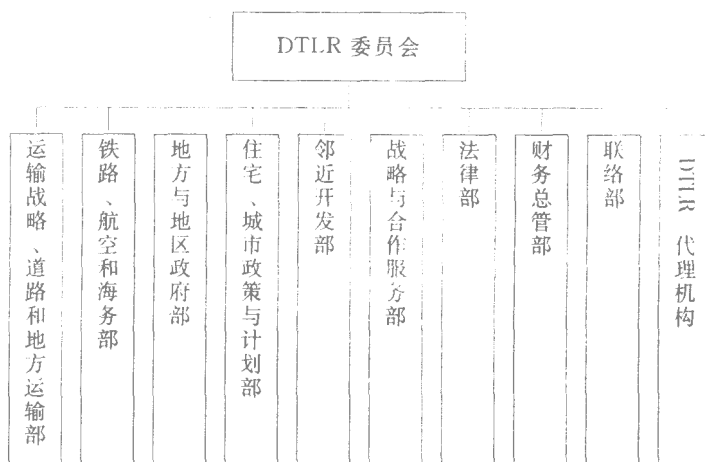 DTLR 委员会
运输战略、道路和地方运输部
铁路、航空和海务部
地方与地区政府部
住宅、城市政策与计划部
邻近开发部
战略与合作服务部
法律部
财务总管部
联络部
DTLR 代理机构